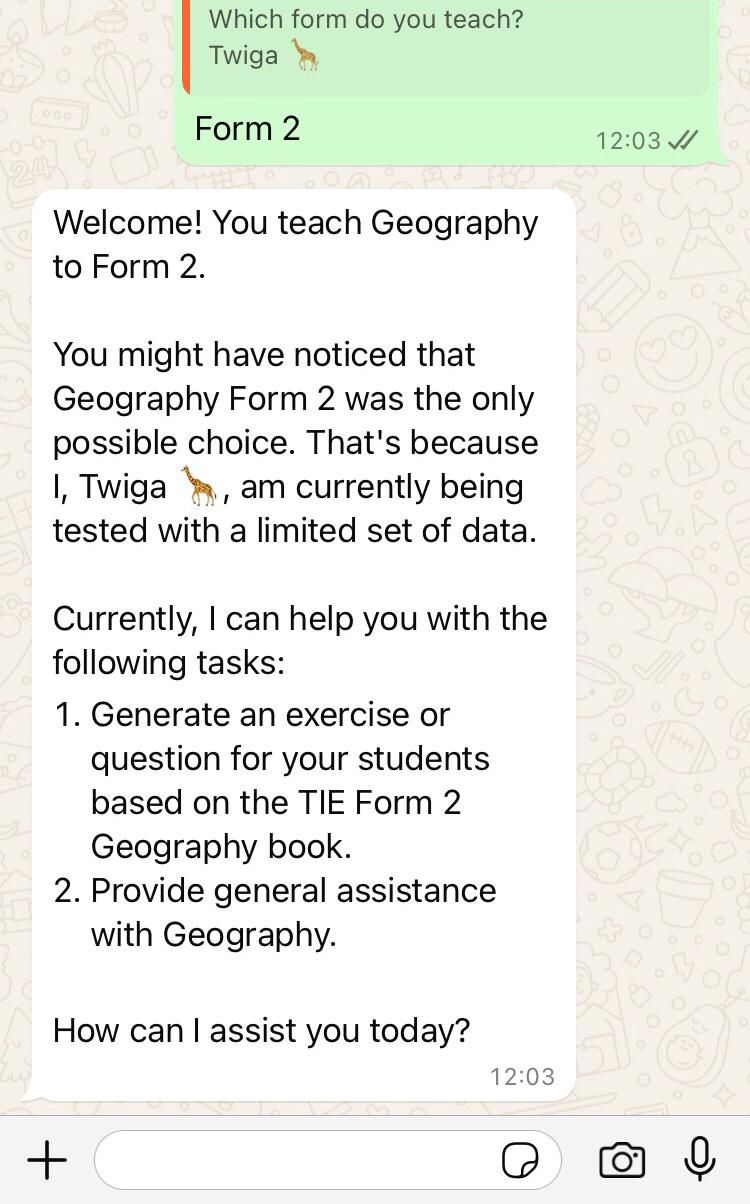 Which form do you teach?
Twiga 🦒
Form 2
12:03
Welcome! You teach Geography
to Form 2.
You might have noticed that
Geography Form 2 was the only
possible choice. That's because
I, Twiga 🦒, am currently being
tested with a limited set of data.
Currently, I can help you with the
following tasks:
1. Generate an exercise or
question for your students
based on the TIE Form 2
Geography book.
2. Provide general assistance
with Geography.
How can I assist you today?
12:03